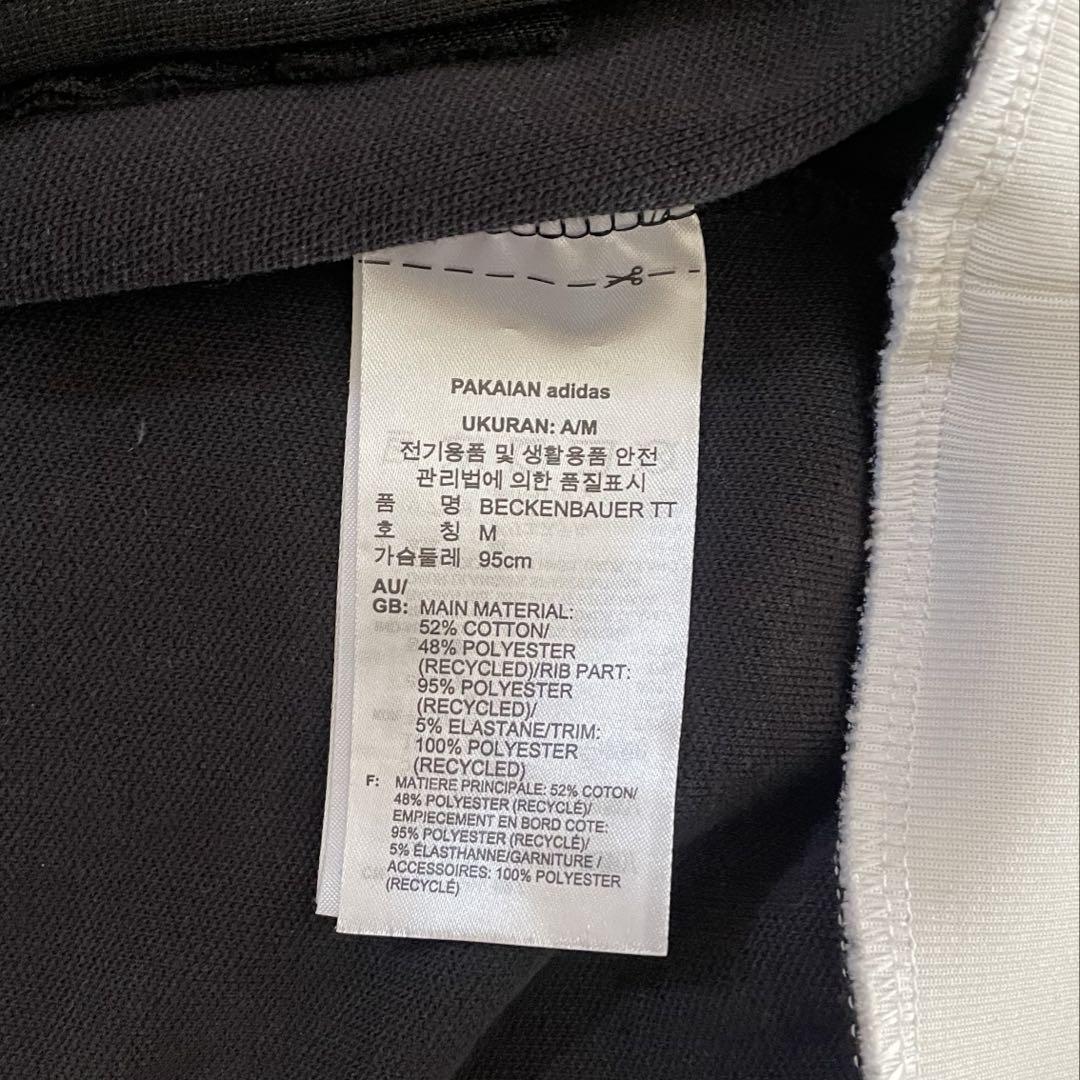 PAKAIAN adidas
UKURAN: A/M
전기용품 및 생활용품 안전
관리법에 의한 품질표시
품 명 BECKENBAUER TT
호 칭 M
가슴둘레 95cm
AU/
GB: MAIN MATERIAL:
52% COTTON/
48% POLYESTER
(RECYCLED)/RIB PART:
95% POLYESTER
(RECYCLED)/
5% ELASTANE/TRIM:
100% POLYESTER
(RECYCLED)
F: MATIERE PRINCIPALE: 52% COTON/
48% POLYESTER (RECYCLÉ)/
EMPIECEMENT EN BORD COTE:
95% POLYESTER (RECYCLÉ)/
5% ÉLASTHANNE/GARNITURE /
ACCESSOIRES: 100% POLYESTER
(RECYCLÉ)